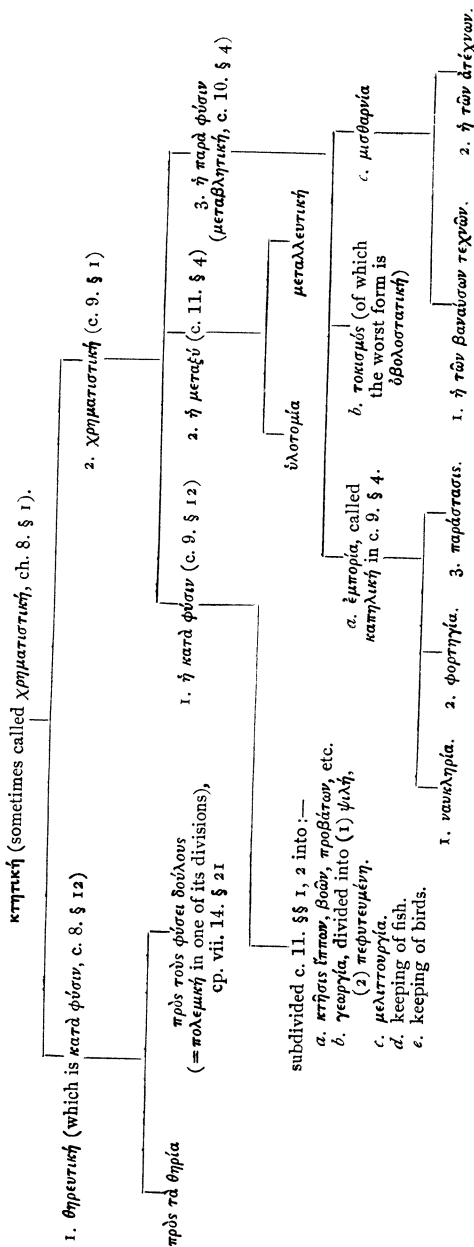 κτητική (sometimes called χρηματιστική, ch. 8. § 1).
1. θηρευτική (which is κατὰ φύσιν, c. 8. § 12)
2. χρηματιστική (c. 9. § 1)
πρὸς τὰ θηρία
πρὸς τοὺς φύσει δούλους
(=πολεμική in one of its divisions),
cp. vii. 14. § 21
1. ἡ κατὰ φύσιν (c. 9. § 12)
2. ἡ μεταξύ (c. 11. § 4)
3. ἡ παρὰ φύσιν
(μεταβλητική, c. 10. § 4)
subdivided c. 11. §§ 1, 2 into :—
a. κτῆσις ἵππων, βοῶν, προβάτων, etc.
b. γεωργία, divided into (1) ψιλή,
(2) πεφυτευμένη.
c. μελιττουργία.
d. keeping of fish.
e. keeping of birds.
ὑλοτομία
μεταλλευτική
a. ἐμπορία, called
καπηλική in c. 9. § 4.
b. τοκισμός (of which
the worst form is
ὀβολοστατική)
c. μισθαρνία
1. ναυκληρία.
2. φορτηγία.
3. παράστασις.
1. ἡ τῶν βαναύσων τεχνῶν.
2. ἡ τῶν ἀτέχνων.